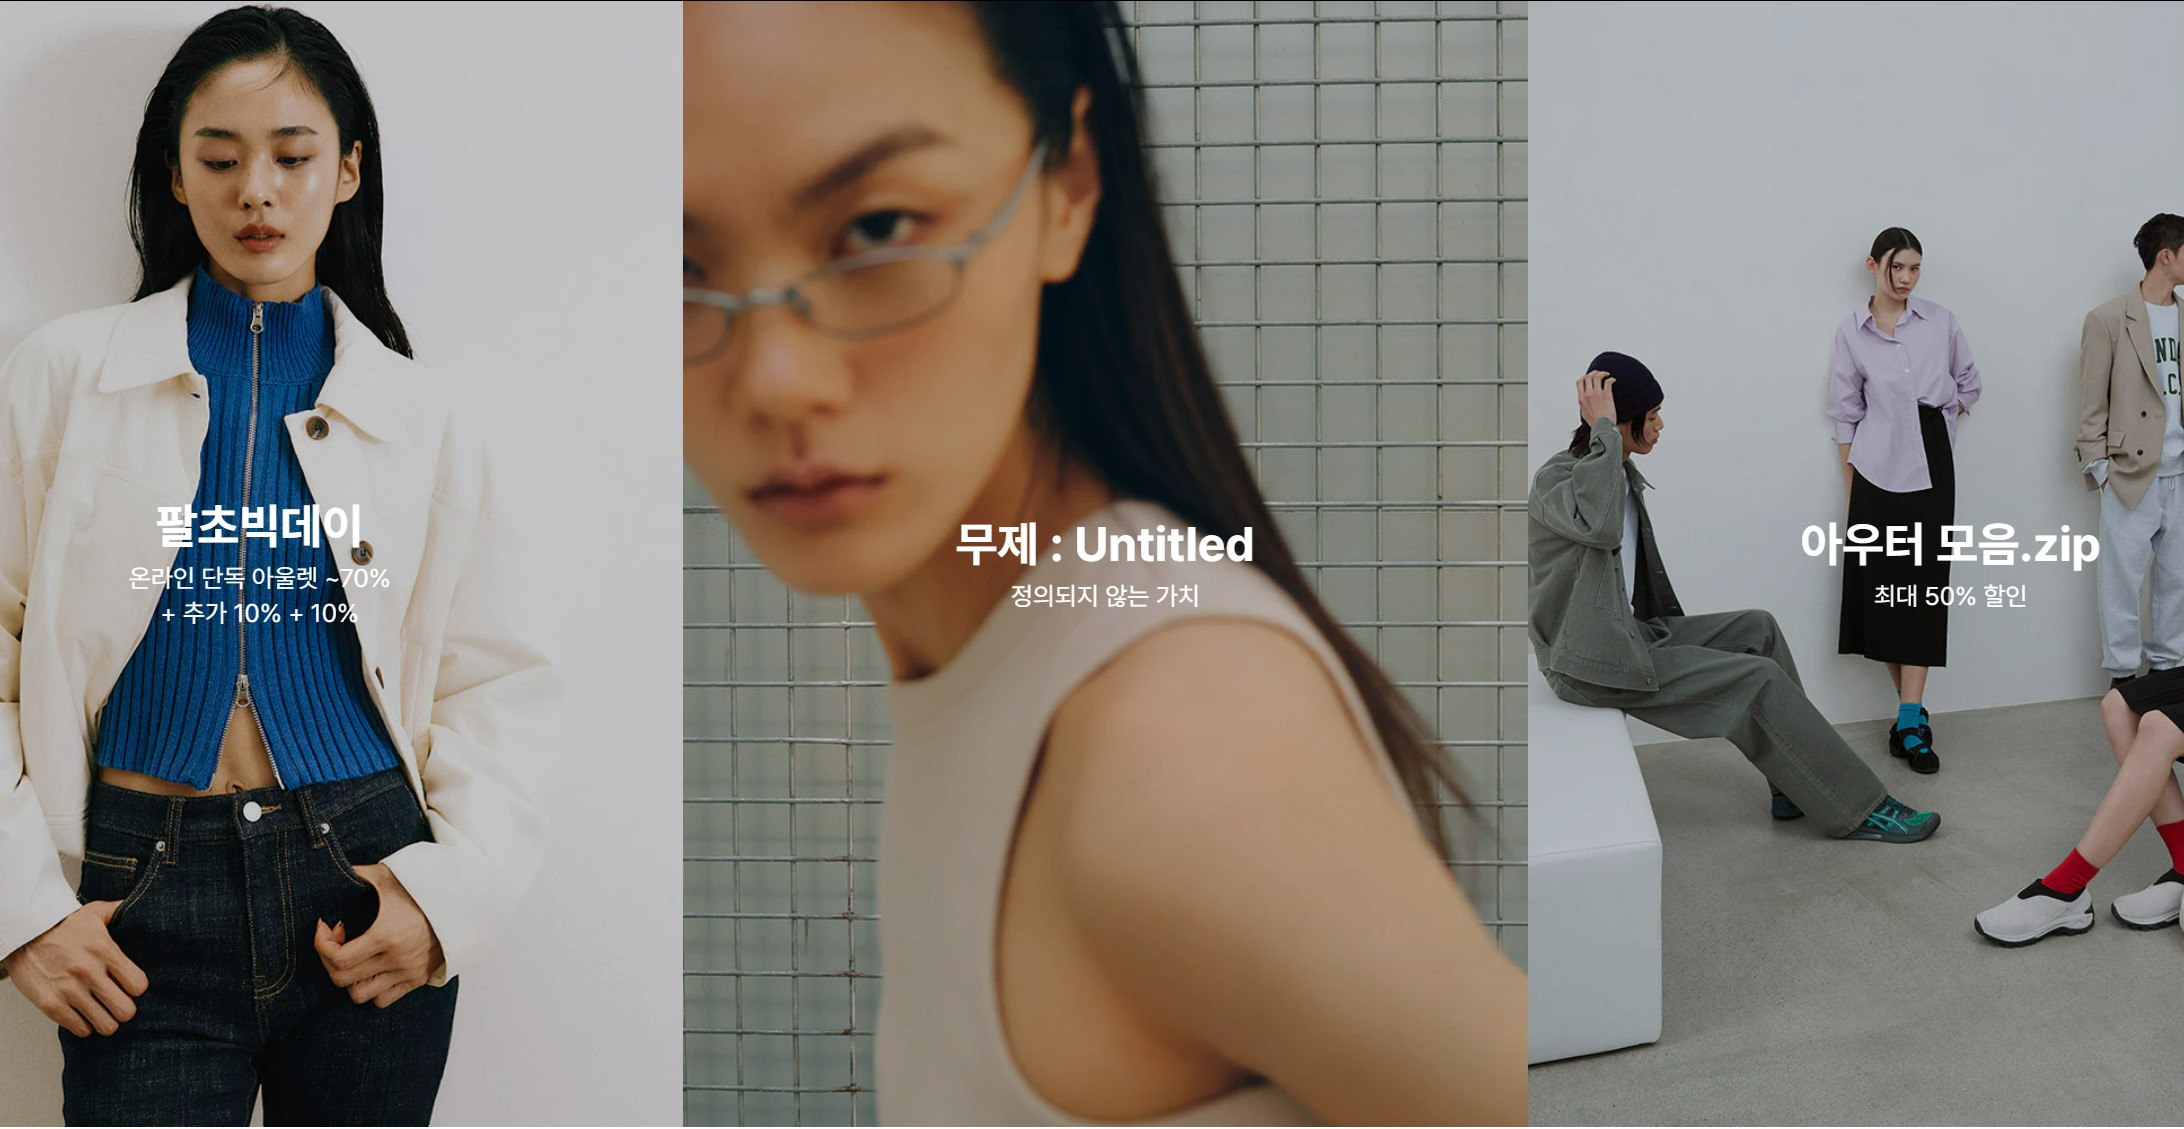 팔초빅데이
온라인 단독 아울렛 ~70%
+ 추가 10% + 10%
무제 : Untitled
정의되지 않는 가치
아우터 모음.zip
최대 50% 할인